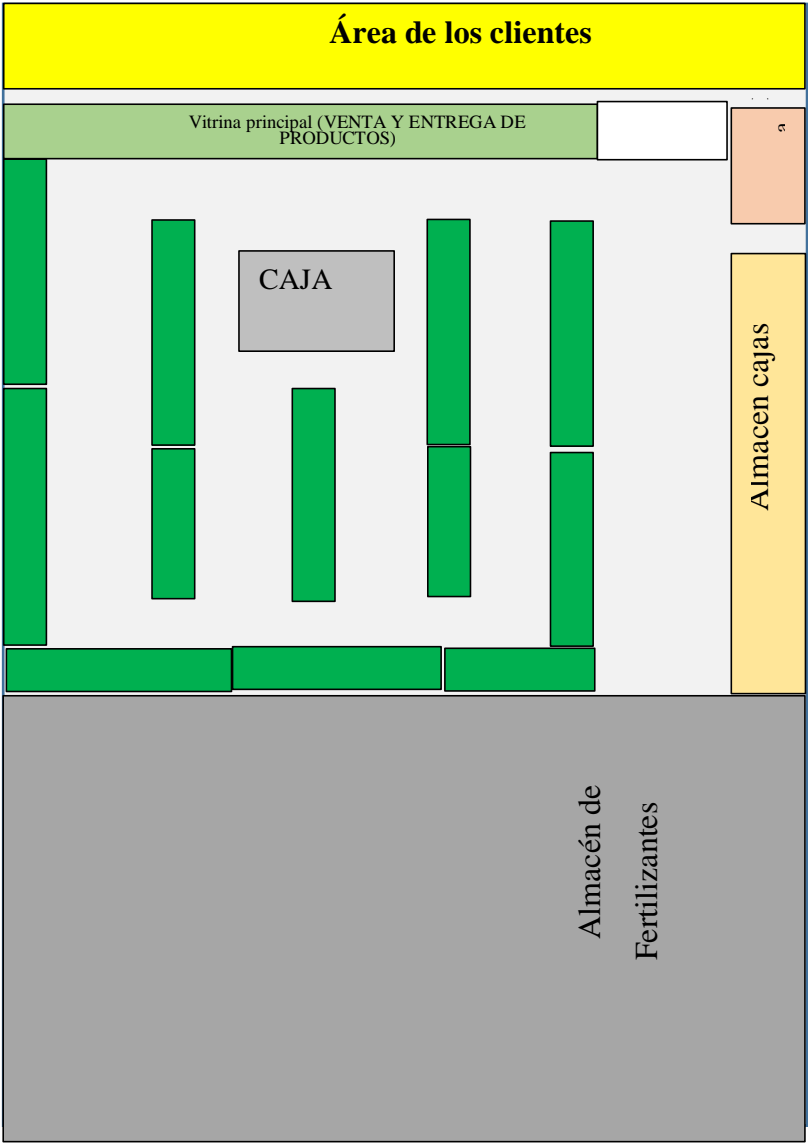 Área de los clientes
Vitrina principal (VENTA Y ENTREGA DE
PRODUCTOS)
CAJA
Almacen cajas
Almacén de
Fertilizantes